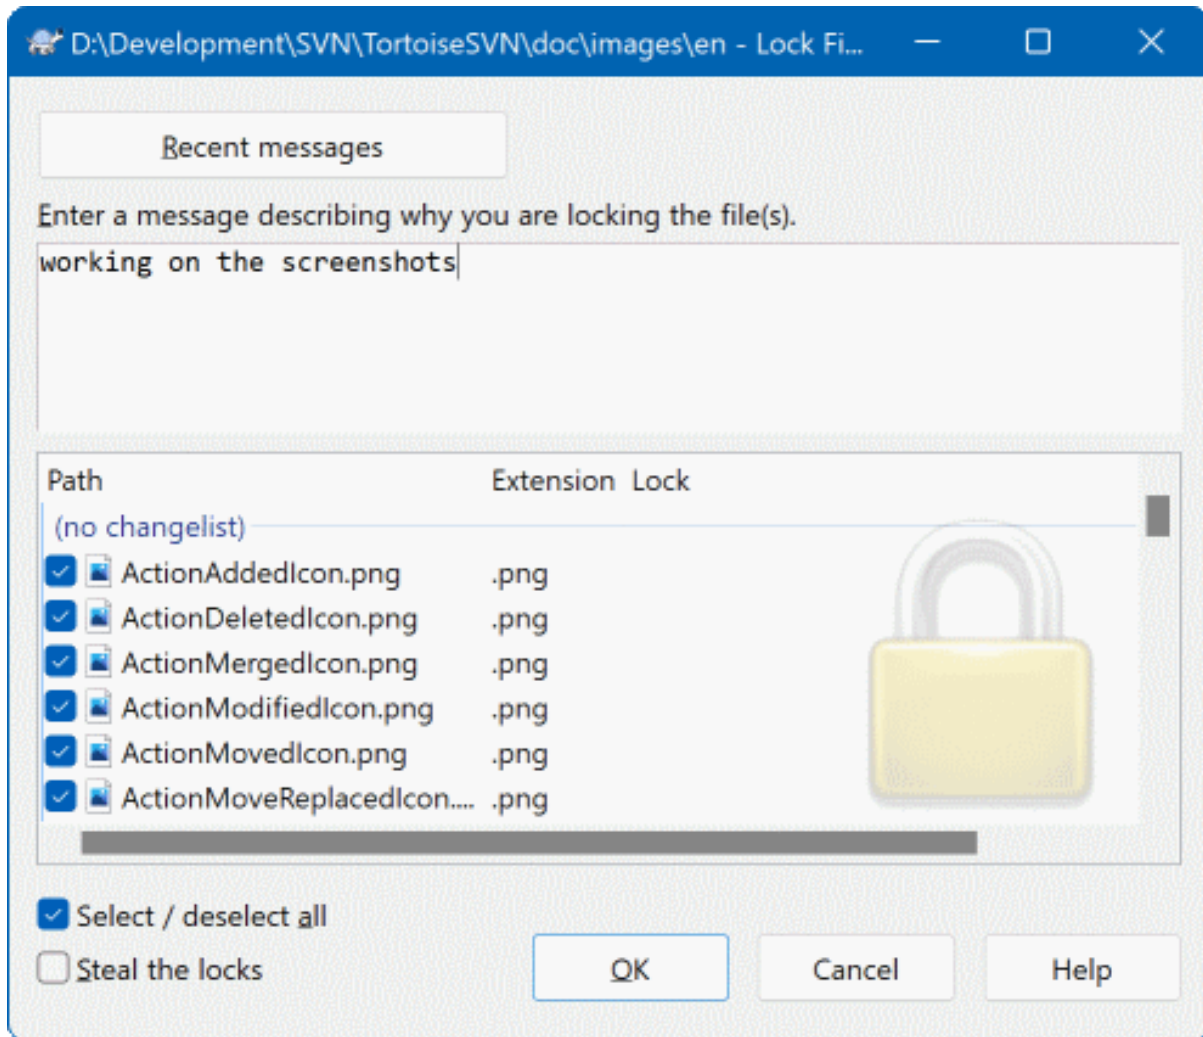 D:\Development\SVN\TortoiseSVN\doc\images\en - Lock Fi...
Recent messages
Enter a message describing why you are locking the file(s).
working on the screenshots
Path Extension Lock
(no changelist)
ActionAddedIcon.png .png
ActionDeletedIcon.png .png
ActionMergedIcon.png .png
ActionModifiedIcon.png .png
ActionMovedIcon.png .png
ActionMoveReplacedIcon.... .png
Select / deselect all
Steal the locks
OK Cancel Help